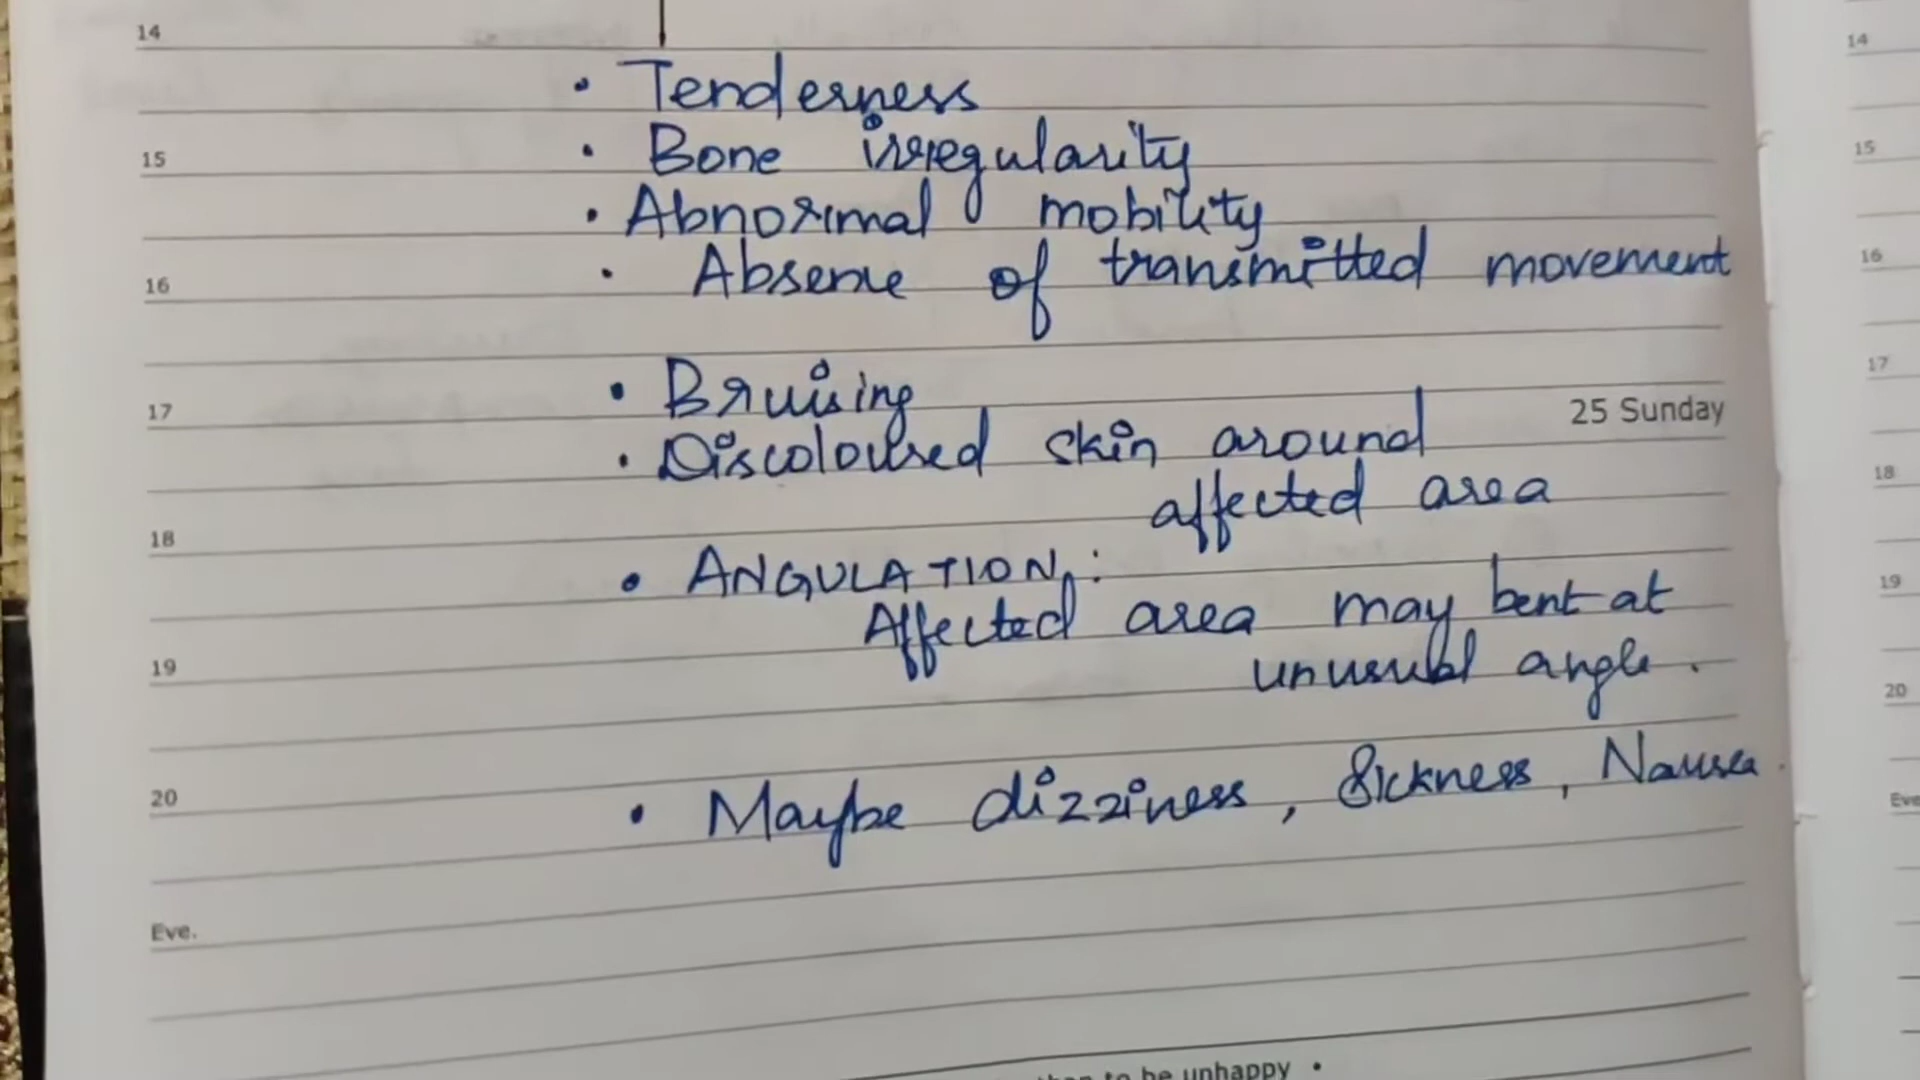 14
• Tenderness
• Bone irregularity
15
• Abnormal mobility
• Absence of transmitted movement
16
• Bruising
17
25 Sunday
• Discoloured skin around
affected area
18
• ANGULATION :
Affected area may bent at
19
unusual angle .
• Maybe dizziness , Sickness , Nausea .
20
Eve.
to be unhappy •
14
15
16
17
18
19
20
Eve